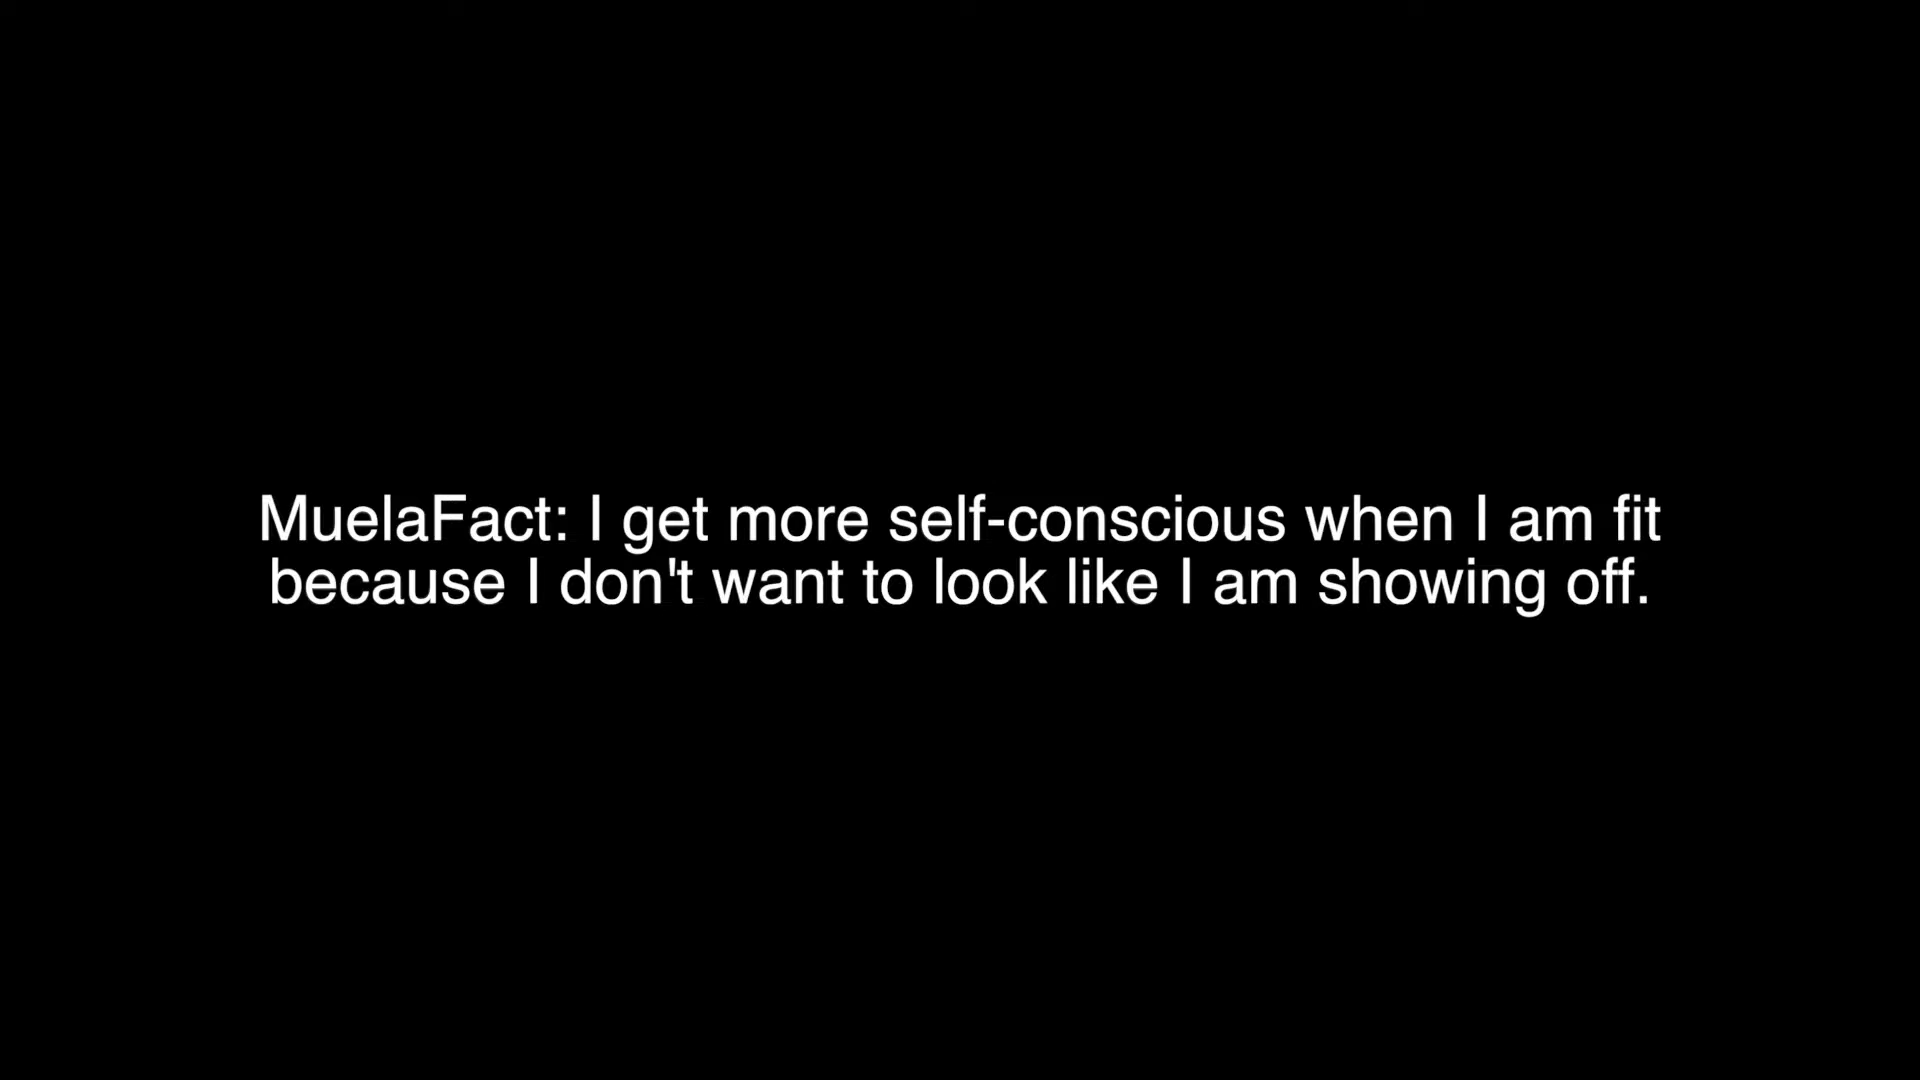 MuelaFact: I get more self-conscious when I am fit
because I don't want to look like I am showing off.